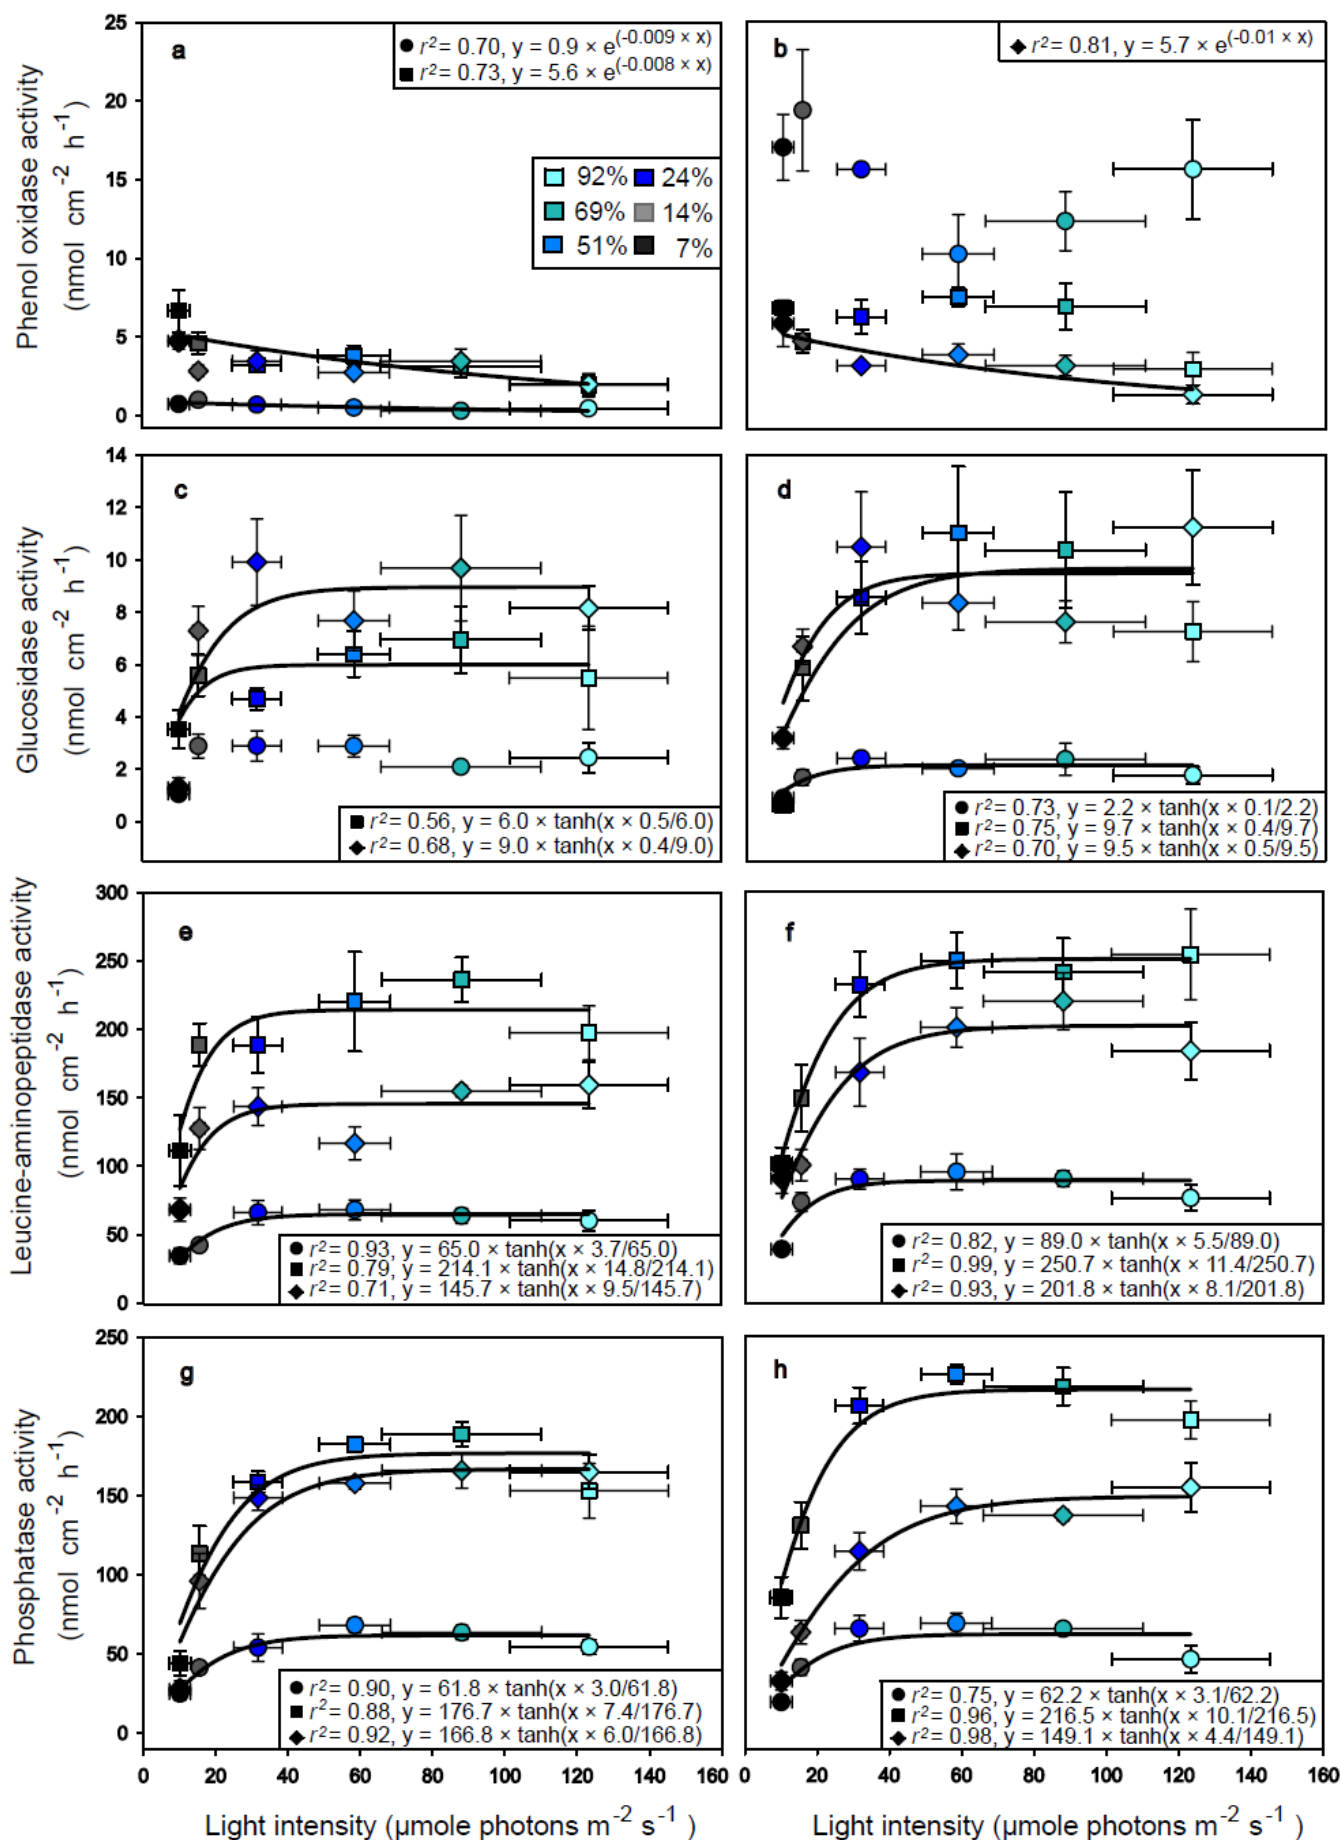 25
20
15
10
5
0
Phenol oxidase activity
(nmol cm-2 h-1)
a
r2= 0.70, y = 0.9 × e(-0.009 × x)
r2= 0.73, y = 5.6 × e(-0.008 × x)
92% 24%
69% 14%
51% 7%
b
r2= 0.81, y = 5.7 × e(-0.01 × x)
14
12
10
8
6
4
2
0
Glucosidase activity
(nmol cm-2 h-1)
c
r2= 0.56, y = 6.0 × tanh(x × 0.5/6.0)
r2= 0.68, y = 9.0 × tanh(x × 0.4/9.0)
d
r2= 0.73, y = 2.2 × tanh(x × 0.1/2.2)
r2= 0.75, y = 9.7 × tanh(x × 0.4/9.7)
r2= 0.70, y = 9.5 × tanh(x × 0.5/9.5)
300
250
200
150
100
50
0
Leucine-aminopeptidase activity
(nmol cm-2 h-1)
e
r2= 0.93, y = 65.0 × tanh(x × 3.7/65.0)
r2= 0.79, y = 214.1 × tanh(x × 14.8/214.1)
r2= 0.71, y = 145.7 × tanh(x × 9.5/145.7)
f
r2= 0.82, y = 89.0 × tanh(x × 5.5/89.0)
r2= 0.99, y = 250.7 × tanh(x × 11.4/250.7)
r2= 0.93, y = 201.8 × tanh(x × 8.1/201.8)
250
200
150
100
50
0
Phosphatase activity
(nmol cm-2 h-1)
g
r2= 0.90, y = 61.8 × tanh(x × 3.0/61.8)
r2= 0.88, y = 176.7 × tanh(x × 7.4/176.7)
r2= 0.92, y = 166.8 × tanh(x × 6.0/166.8)
h
r2= 0.75, y = 62.2 × tanh(x × 3.1/62.2)
r2= 0.96, y = 216.5 × tanh(x × 10.1/216.5)
r2= 0.98, y = 149.1 × tanh(x × 4.4/149.1)
0 20 40 60 80 100 120 140 160
0 20 40 60 80 100 120 140 160
Light intensity (µmole photons m-2 s-1 )
Light intensity (µmole photons m-2 s-1)